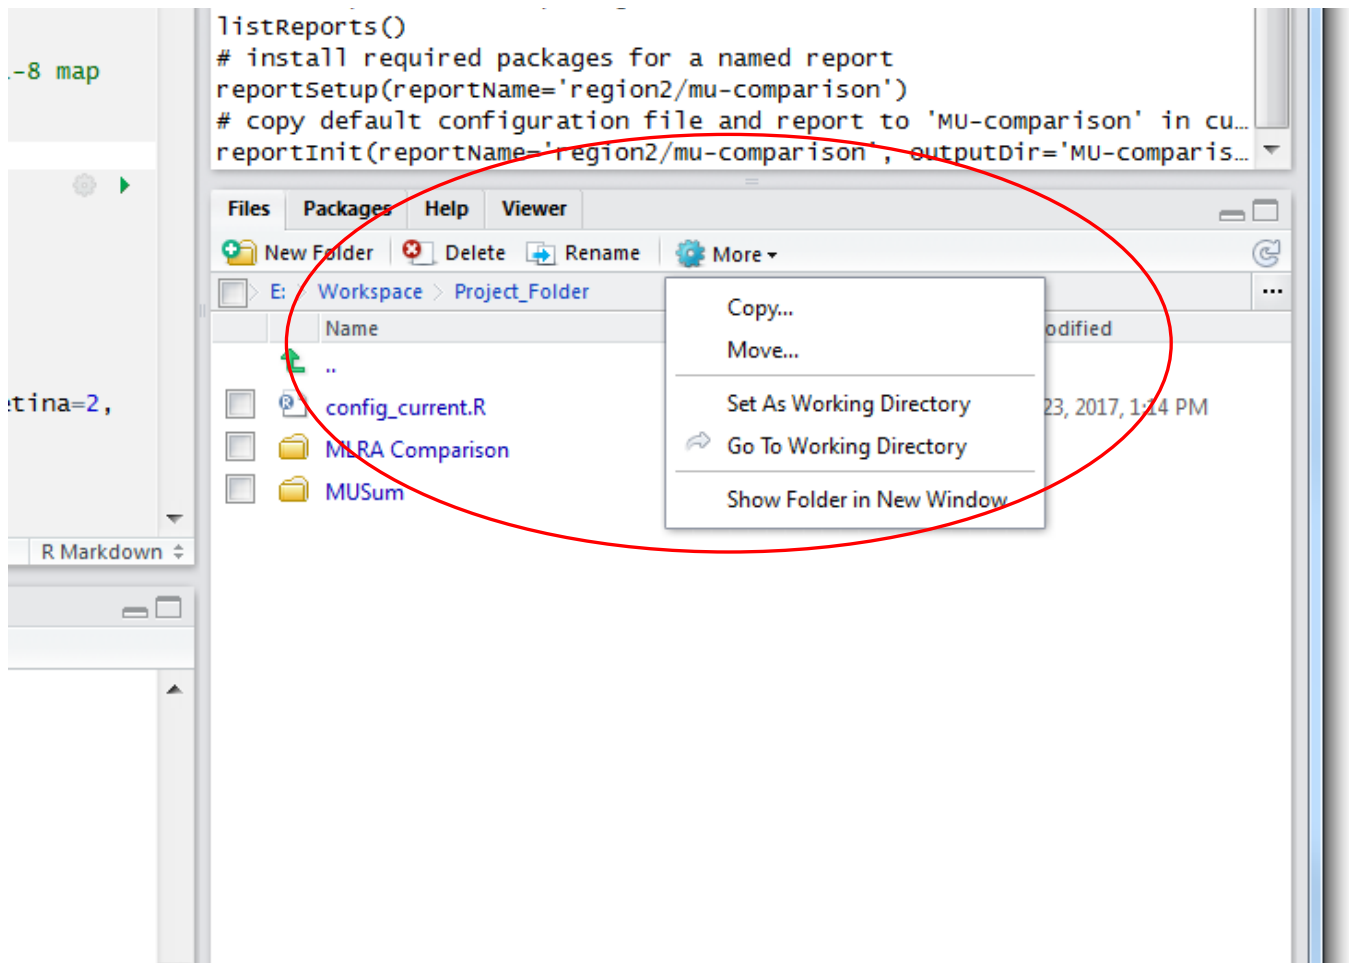 listReports()
# install required packages for a named report
reportSetup(reportName='region2/mu-comparison')
# copy default configuration file and report to 'MU-comparison' in cu…
reportInit(reportName='region2/mu-comparison', outputDir='MU-comparis…
-8 map
Files Packages Help Viewer
New Folder Delete Rename More
E: Workspace Project_Folder ...
Name odified
..
config_current.R 23, 2017, 1:14 PM
MLRA Comparison
MUSum
Copy...
Move...
Set As Working Directory
Go To Working Directory
Show Folder in New Window
tina=2,
R Markdown